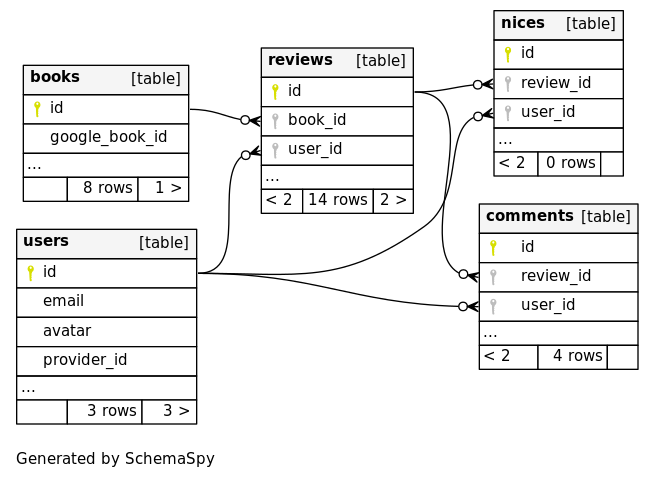 books [table]
id
google_book_id
...
8 rows 1 >
users [table]
id
email
avatar
provider_id
...
3 rows 3 >
reviews [table]
id
book_id
user_id
...
< 2 14 rows 2 >
nices [table]
id
review_id
user_id
...
< 2 0 rows
comments [table]
id
review_id
user_id
...
< 2 4 rows
Generated by SchemaSpy